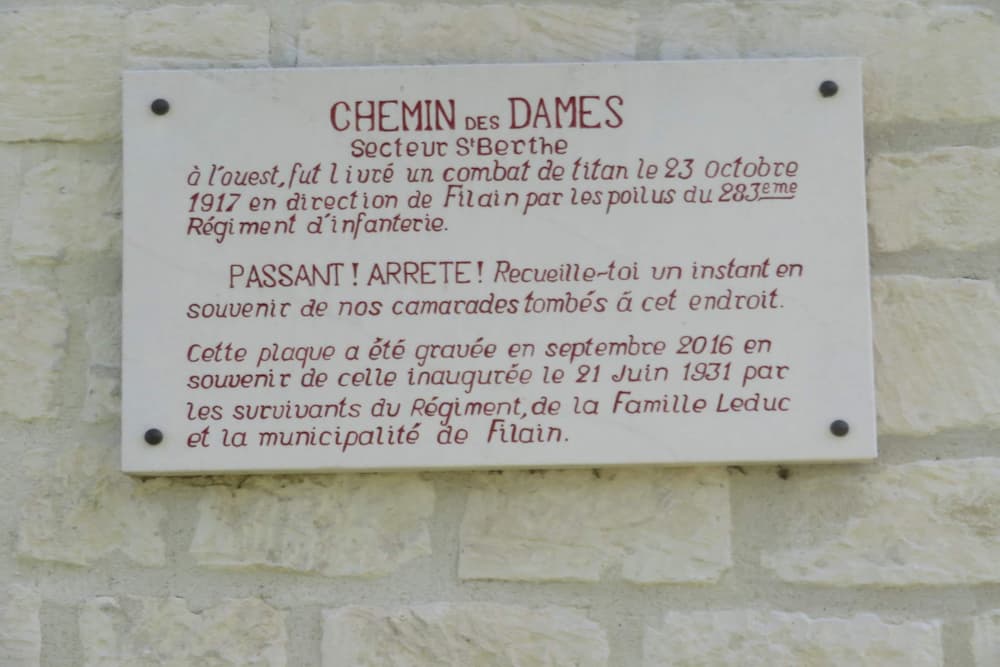 CHEMIN DES DAMES
Secteur St Berthe
à l'ouest, fut livré un combat de titan le 23 Octobre
1917 en direction de Filain par les poilus du 283eme
Régiment d'infanterie.
PASSANT ! ARRETE ! Recueille-toi un instant en
souvenir de nos camarades tombés á cet endroit.
Cette plaque a été gravée en septembre 2016 en
souvenir de celle inaugurée le 21 Juin 1931 par
les survivants du Régiment, de la Famille Leduc
et la municipalité de Filain.